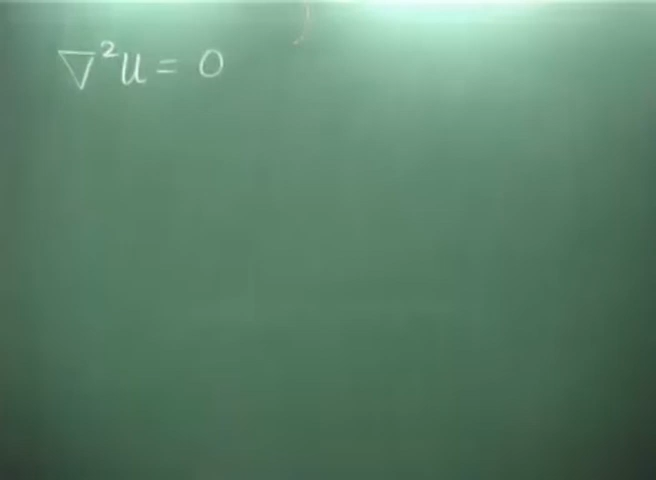 ∇²u = 0